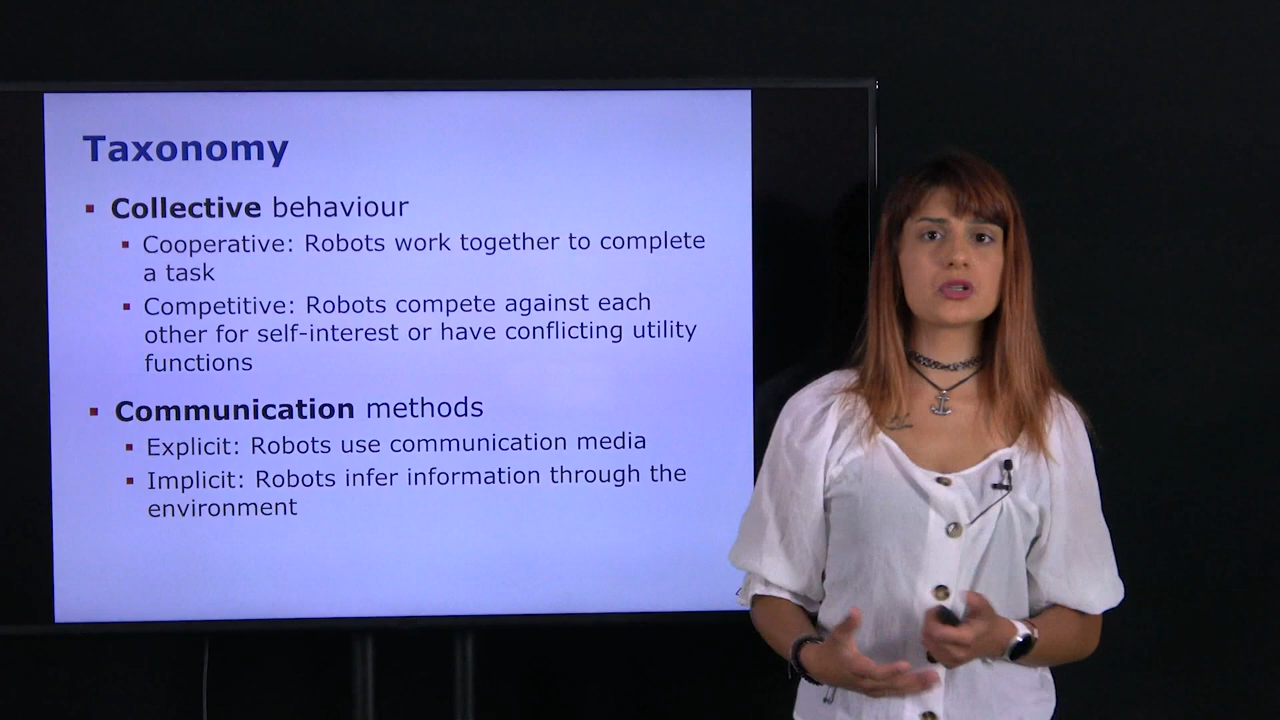 Taxonomy
▪ Collective behaviour
▪ Cooperative: Robots work together to complete
a task
▪ Competitive: Robots compete against each
other for self-interest or have conflicting utility
functions
▪ Communication methods
▪ Explicit: Robots use communication media
▪ Implicit: Robots infer information through the
environment